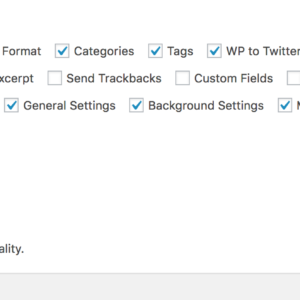 Format Categories Tags WP to Twitter
xcerpt Send Trackbacks Custom Fields
General Settings Background Settings
ality.